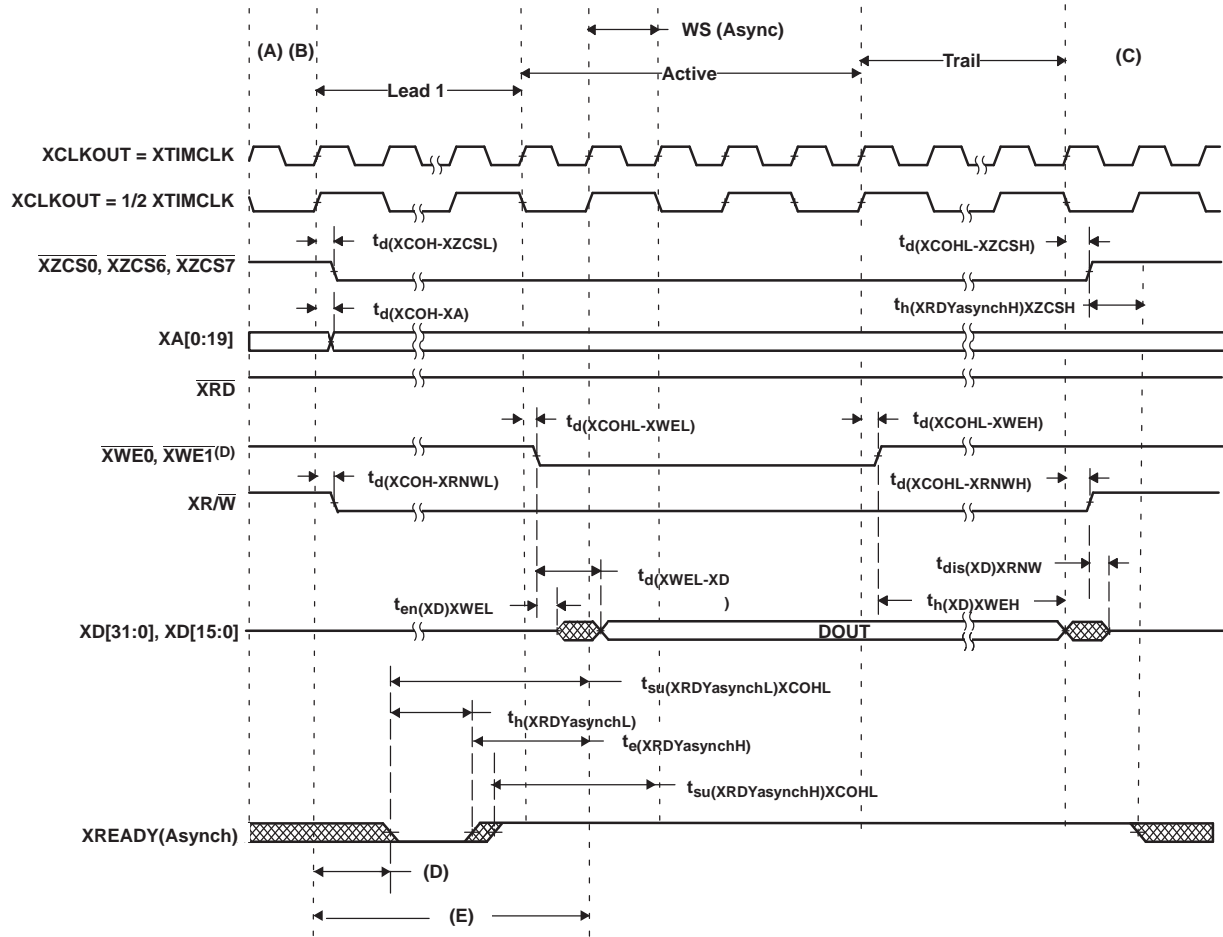 WS (Async)
(A) (B)
(C)
Trail
Active
Lead 1
XCLKOUT = XTIMCLK
XCLKOUT = 1/2 XTIMCLK
td(XCOH-XZCSL)
td(XCOHL-XZCSH)
XZCS0, XZCS6, XZCS7
td(XCOH-XA)
th(XRDYasynchH)XZCSH
XA[0:19]
XRD
td(XCOHL-XWEL)
td(XCOHL-XWEH)
XWE0, XWE1(D)
td(XCOH-XRNWL)
td(XCOHL-XRNWH)
XR/W
td(XWEL-XD
)
tdis(XD)XRNW
ten(XD)XWEL
th(XD)XWEH
XD[31:0], XD[15:0]
DOUT
tsu(XRDYasynchL)XCOHL
th(XRDYasynchL)
te(XRDYasynchH)
tsu(XRDYasynchH)XCOHL
XREADY(Asynch)
(D)
(E)